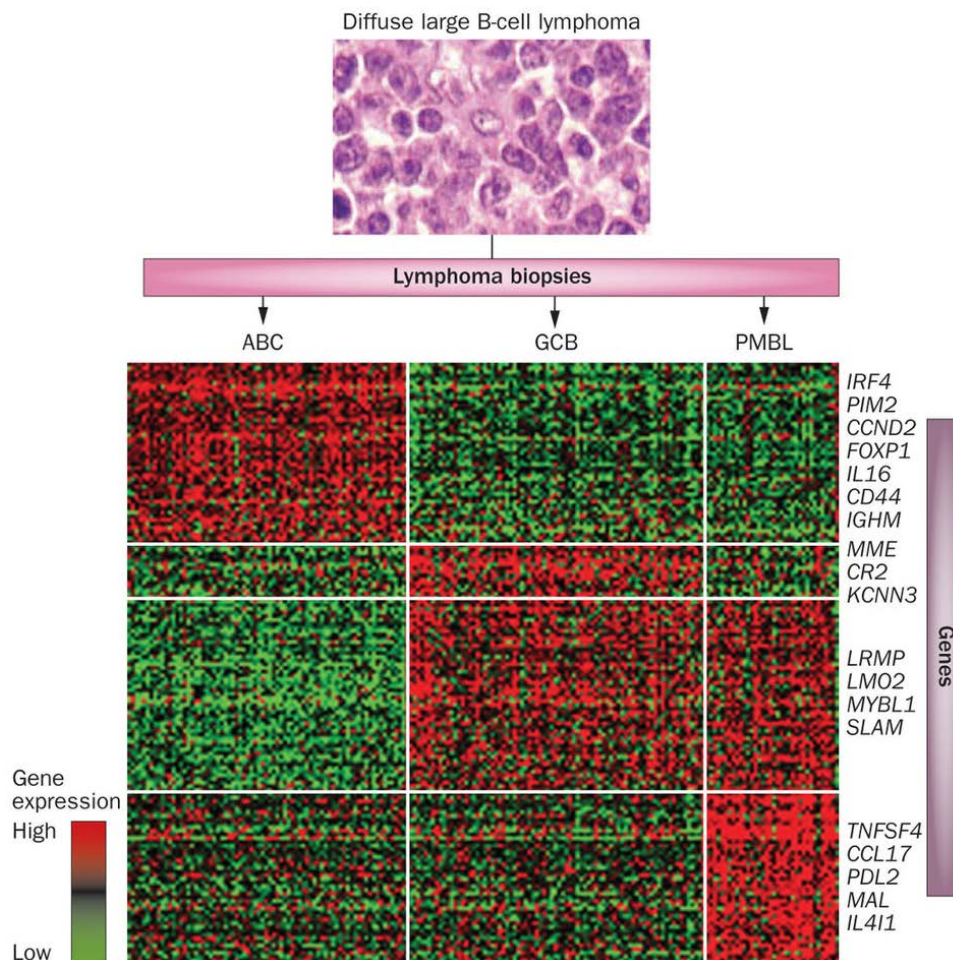 Diffuse large B-cell lymphoma
Lymphoma biopsies
ABC
GCB
PMBL
IRF4
PIM2
CCND2
FOXP1
IL16
CD44
IGHM
MME
CR2
KCNN3
LRMP
LMO2
MYBL1
SLAM
TNFSF4
CCL17
PDL2
MAL
IL4I1
Genes
Gene
expression
High
Low